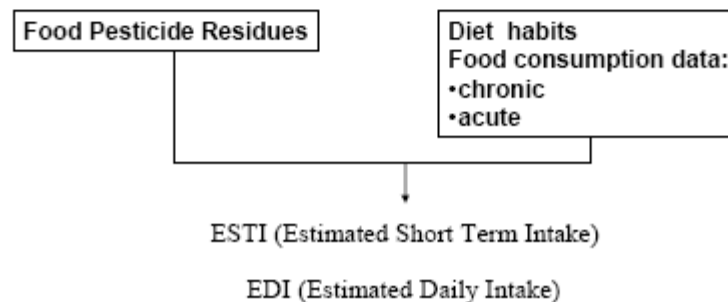 Food Pesticide Residues
Diet habits
Food consumption data:
•chronic
•acute
ESTI (Estimated Short Term Intake)
EDI (Estimated Daily Intake)